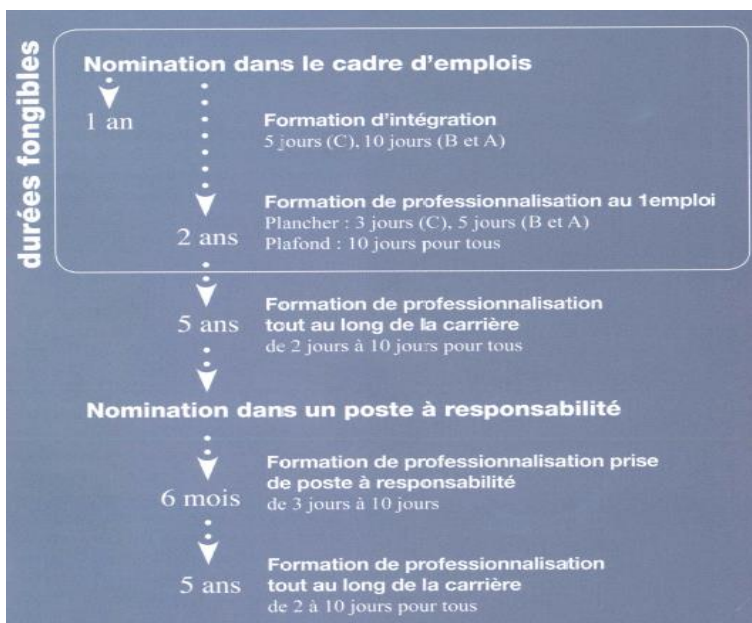 durées fongibles
Nomination dans le cadre d'emplois
1 an
Formation d'intégration
5 jours (C), 10 jours (B et A)
Formation de professionnalisation au 1emploi
Plancher : 3 jours (C), 5 jours (B et A)
2 ans
Plafond : 10 jours pour tous
Formation de professionnalisation
5 ans
tout au long de la carrière
de 2 jours à 10 jours pour tous
Nomination dans un poste à responsabilité
Formation de professionnalisation prise
de poste à responsabilité
6 mois
de 3 jours à 10 jours
Formation de professionnalisation
5 ans
tout au long de la carrière
de 2 à 10 jours pour tous